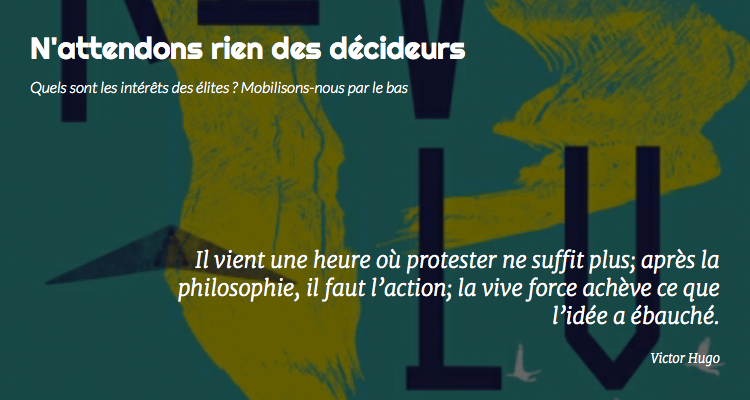 N'attendons rien des décideurs
Quels sont les intérêts des élites ? Mobilisons-nous par le bas
Il vient une heure où protester ne suffit plus; après la
philosophie, il faut l’action; la vive force achève ce que
l’idée a ébauché.
Victor Hugo